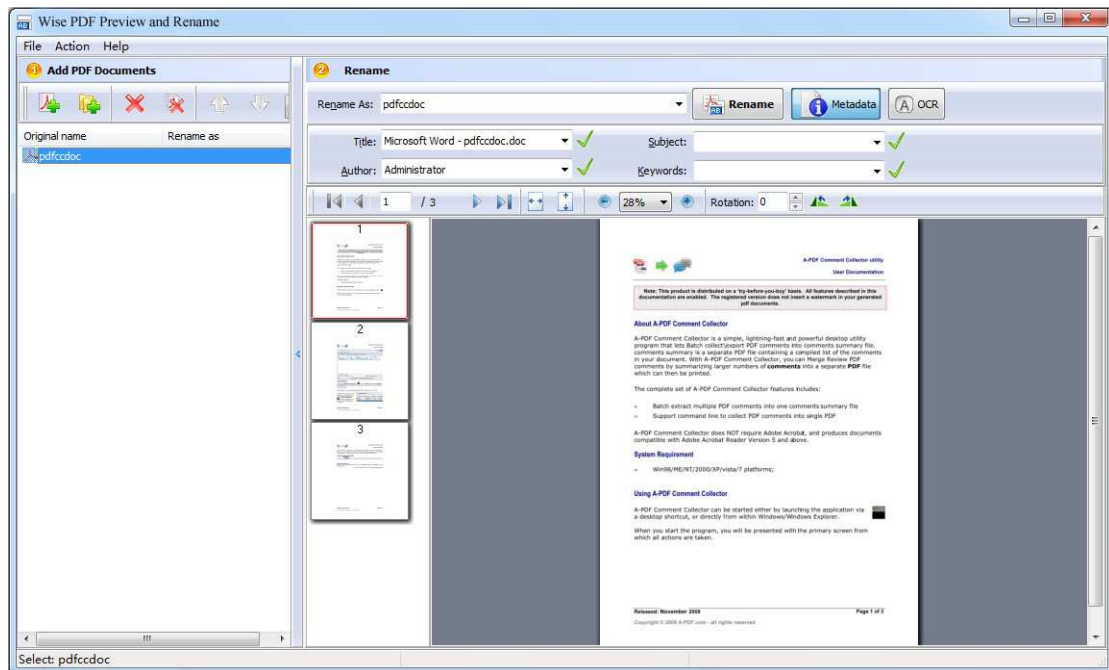 Wise PDF Preview and Rename
File Action Help
1 Add PDF Documents
2 Rename
Rename As: pdfccdoc Rename Metadata OCR
Original name Rename as
pdfccdoc
Title: Microsoft Word - pdfccdoc.doc Subject:
Author: Administrator Keywords:
1 / 3 28% Rotation: 0
1
2
3
A-PDF Comment Collector utility
User Documentation
Note: This product is distributed on a 'try-before-you-buy' basis. All features described in this
documentation are enabled. The registered version does not insert a watermark in your generated
pdf documents.
About A-PDF Comment Collector
A-PDF Comment Collector is a simple, lightning-fast and powerful desktop utility
program that lets Batch collect\export PDF comments into comments summary file,
comments summary is a separate PDF file containing a compiled list of the comments
in your document. With A-PDF Comment Collector, you can Merge Review PDF
comments by summarizing larger numbers of comments into a separate PDF file
which can then be printed.
The complete set of A-PDF Comment Collector features includes:
- Batch extract multiple PDF comments into one comments summary file
- Support command line to collect PDF comments into single PDF
A-PDF Comment Collector does NOT require Adobe Acrobat, and produces documents
compatible with Adobe Acrobat Reader Version 5 and above.
System Requirement
- Win98/ME/NT/2000/XP/vista/7 platforms;
Using A-PDF Comment Collector
A-PDF Comment Collector can be started either by launching the application via
a desktop shortcut, or directly from within Windows/Windows Explorer.
When you start the program, you will be presented with the primary screen from
which all actions are taken.
Released: November 2009 Page 1 of 3
Copyright © 2009 A-PDF.com - all rights reserved
Select: pdfccdoc